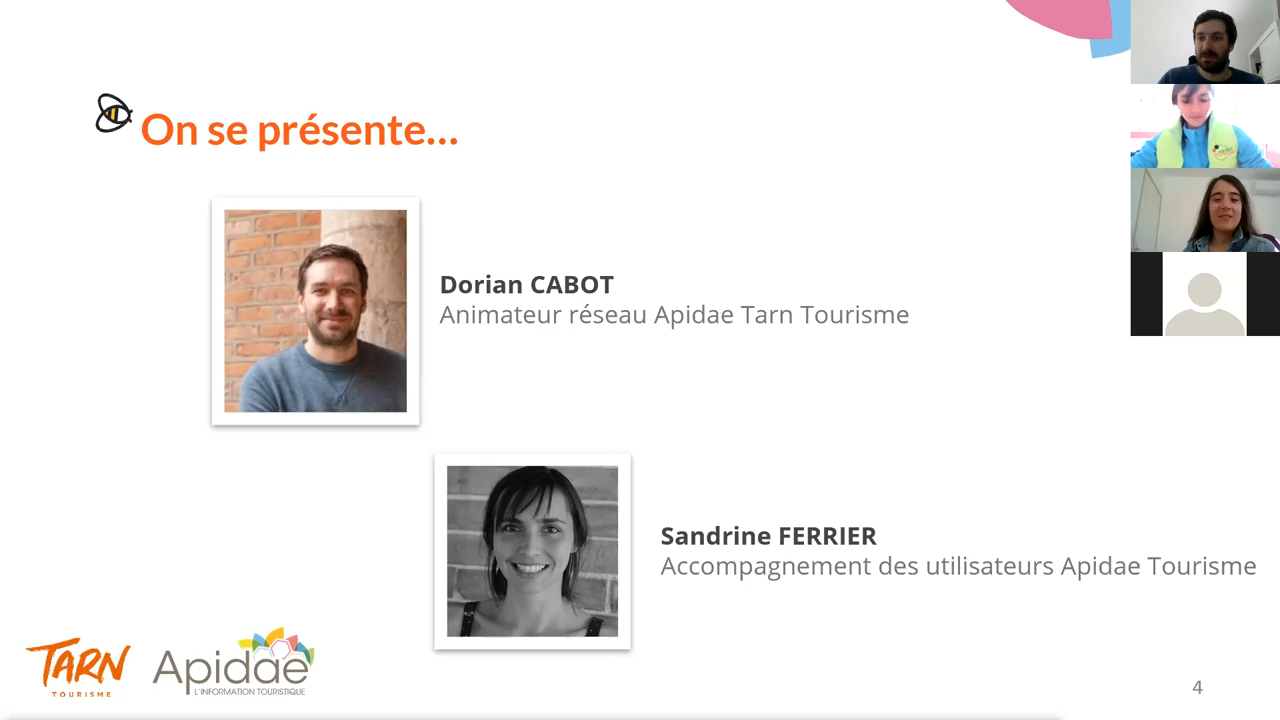 On se présente...
Dorian CABOT
Animateur réseau Apidae Tarn Tourisme
Sandrine FERRIER
Accompagnement des utilisateurs Apidae Tourisme
TARN
TOURISME
Apidae
L'INFORMATION TOURISTIQUE
4